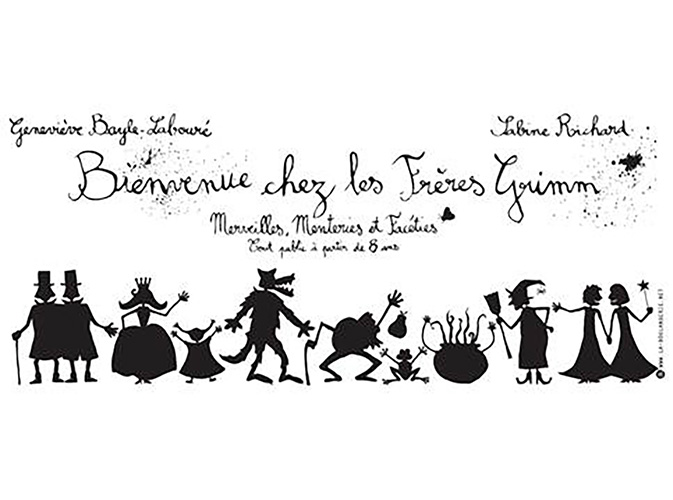 Geneviève Bayle-Labouré
Sabine Richard
Bienvenue chez les Frères Grimm
Merveilles, Menteries et Facéties
Tout public à partir de 8 ans
www.la-boulangerie.net